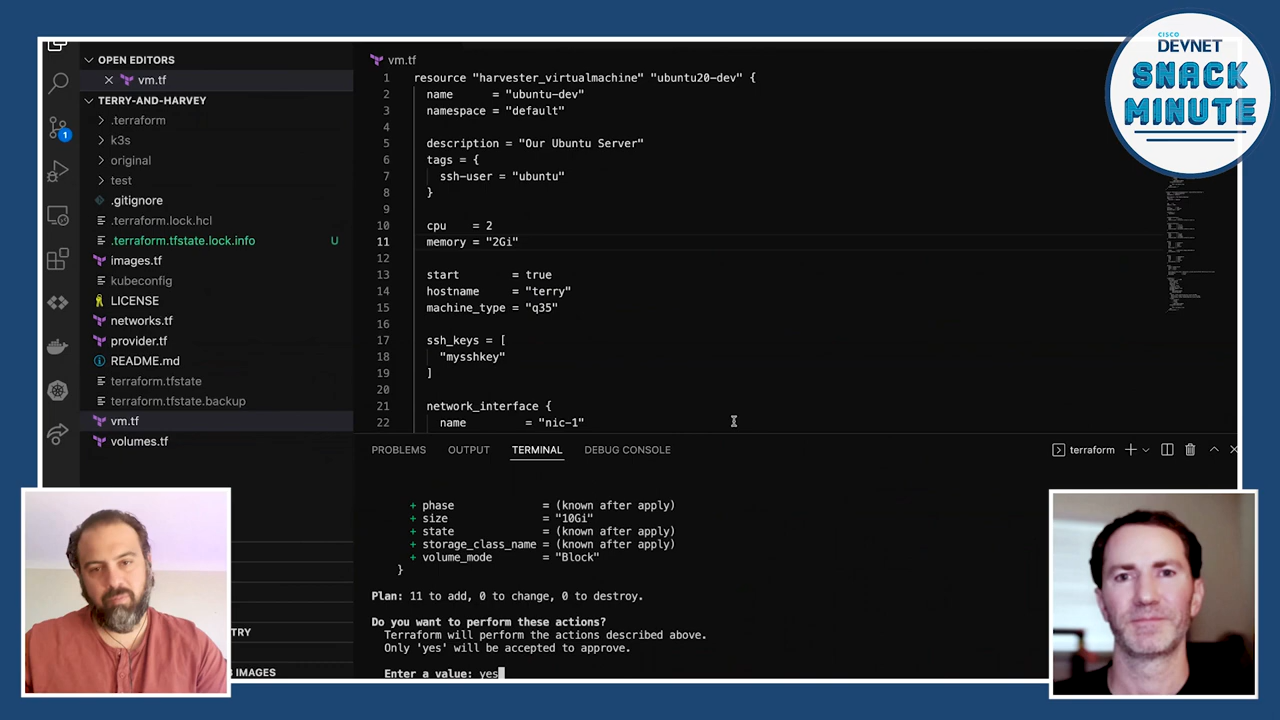 CISCO
DEVNET
SNACK
MINUTE
OPEN EDITORS
vm.tf
TERRY-AND-HARVEY
.terraform
k3s
original
test
.gitignore
.terraform.lock.hcl
.terraform.tfstate.lock.info U
images.tf
kubeconfig
LICENSE
networks.tf
provider.tf
README.md
terraform.tfstate
terraform.tfstate.backup
vm.tf
volumes.tf
1
vm.tf
1 resource "harvester_virtualmachine" "ubuntu20-dev" {
2 name = "ubuntu-dev"
3 namespace = "default"
4
5 description = "Our Ubuntu Server"
6 tags = {
7 ssh-user = "ubuntu"
8 }
9
10 cpu = 2
11 memory = "2Gi"
12
13 start = true
14 hostname = "terry"
15 machine_type = "q35"
16
17 ssh_keys = [
18 "mysshkey"
19 ]
20
21 network_interface {
22 name = "nic-1"
PROBLEMS OUTPUT TERMINAL DEBUG CONSOLE terraform
+ phase = (known after apply)
+ size = "10Gi"
+ state = (known after apply)
+ storage_class_name = (known after apply)
+ volume_mode = "Block"
}
Plan: 11 to add, 0 to change, 0 to destroy.
Do you want to perform these actions?
Terraform will perform the actions described above.
Only 'yes' will be accepted to approve.
Enter a value: yes
TRY
IMAGES